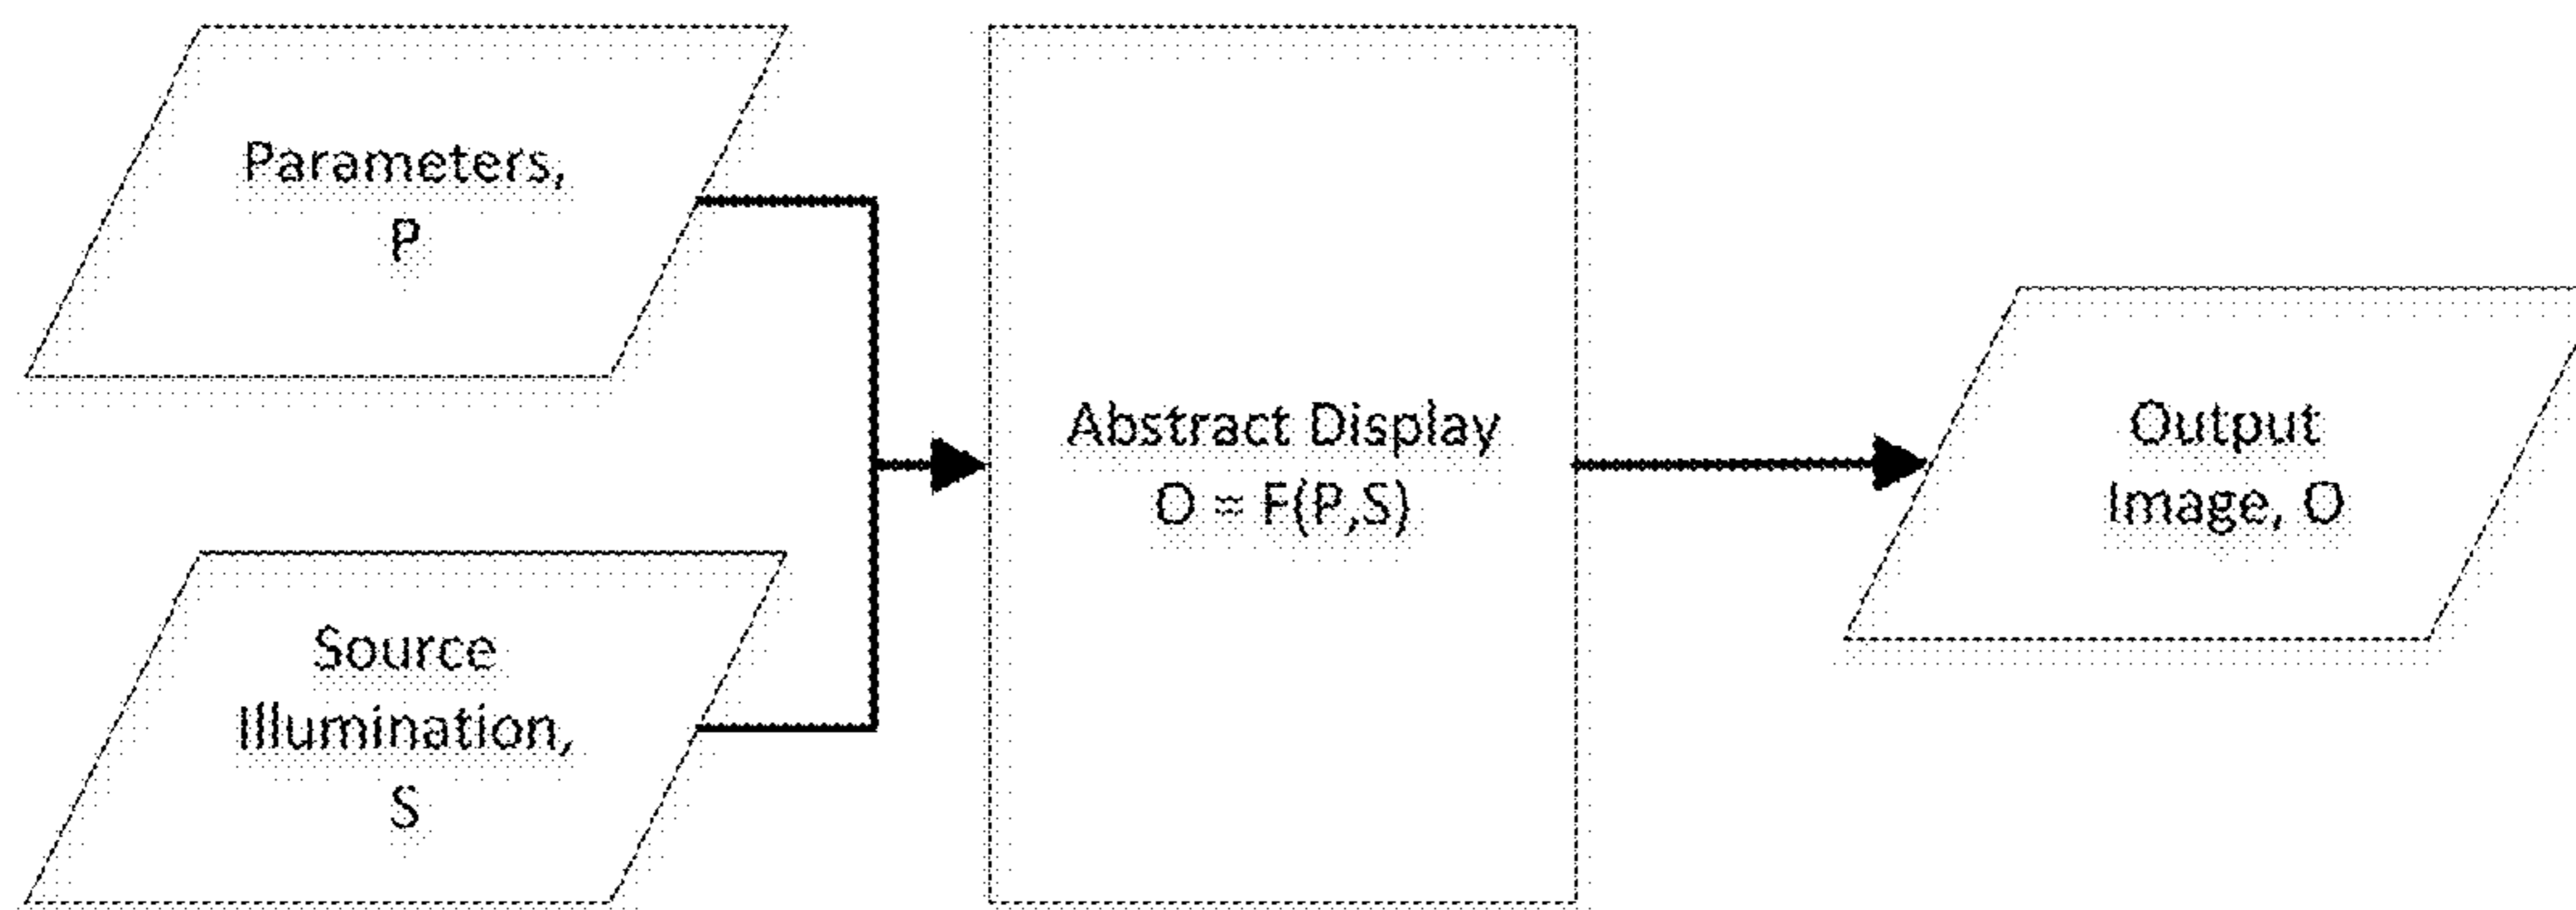 Parameters,
P
Source
Illumination,
S
Abstract Display
O = F(P,S)
Output
Image, O